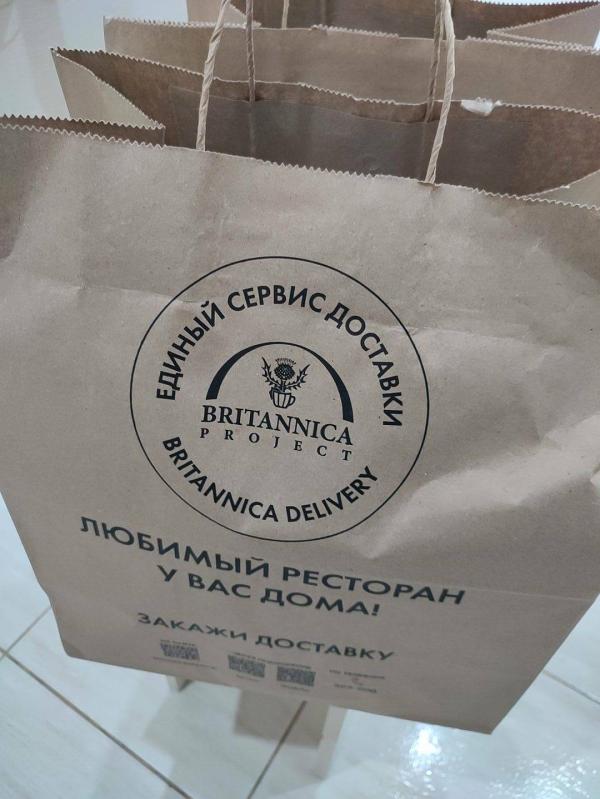 ЕДИНЫЙ СЕРВИС ДОСТАВКИ
BRITANNICA
PROJECT
BRITANNICA DELIVERY
ЛЮБИМЫЙ РЕСТОРАН
У ВАС ДОМА!
ЗАКАЖИ ДОСТАВКУ